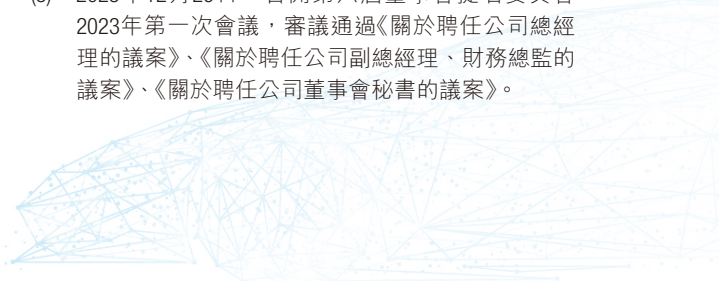 2023年第一次會議，審議通過《關於聘任公司總經
理的議案》、《關於聘任公司副總經理、財務總監的
議案》、《關於聘任公司董事會秘書的議案》。